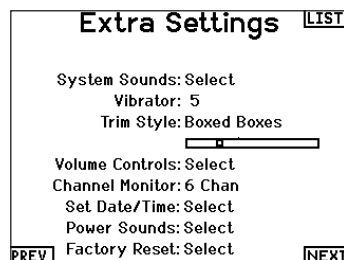 Extra Settings
LIST
System Sounds: Select
Vibrator: 5
Trim Style: Boxed Boxes
Volume Controls: Select
Channel Monitor: 6 Chan
Set Date/Time: Select
Power Sounds: Select
Factory Reset: Select
PREV
NEXT